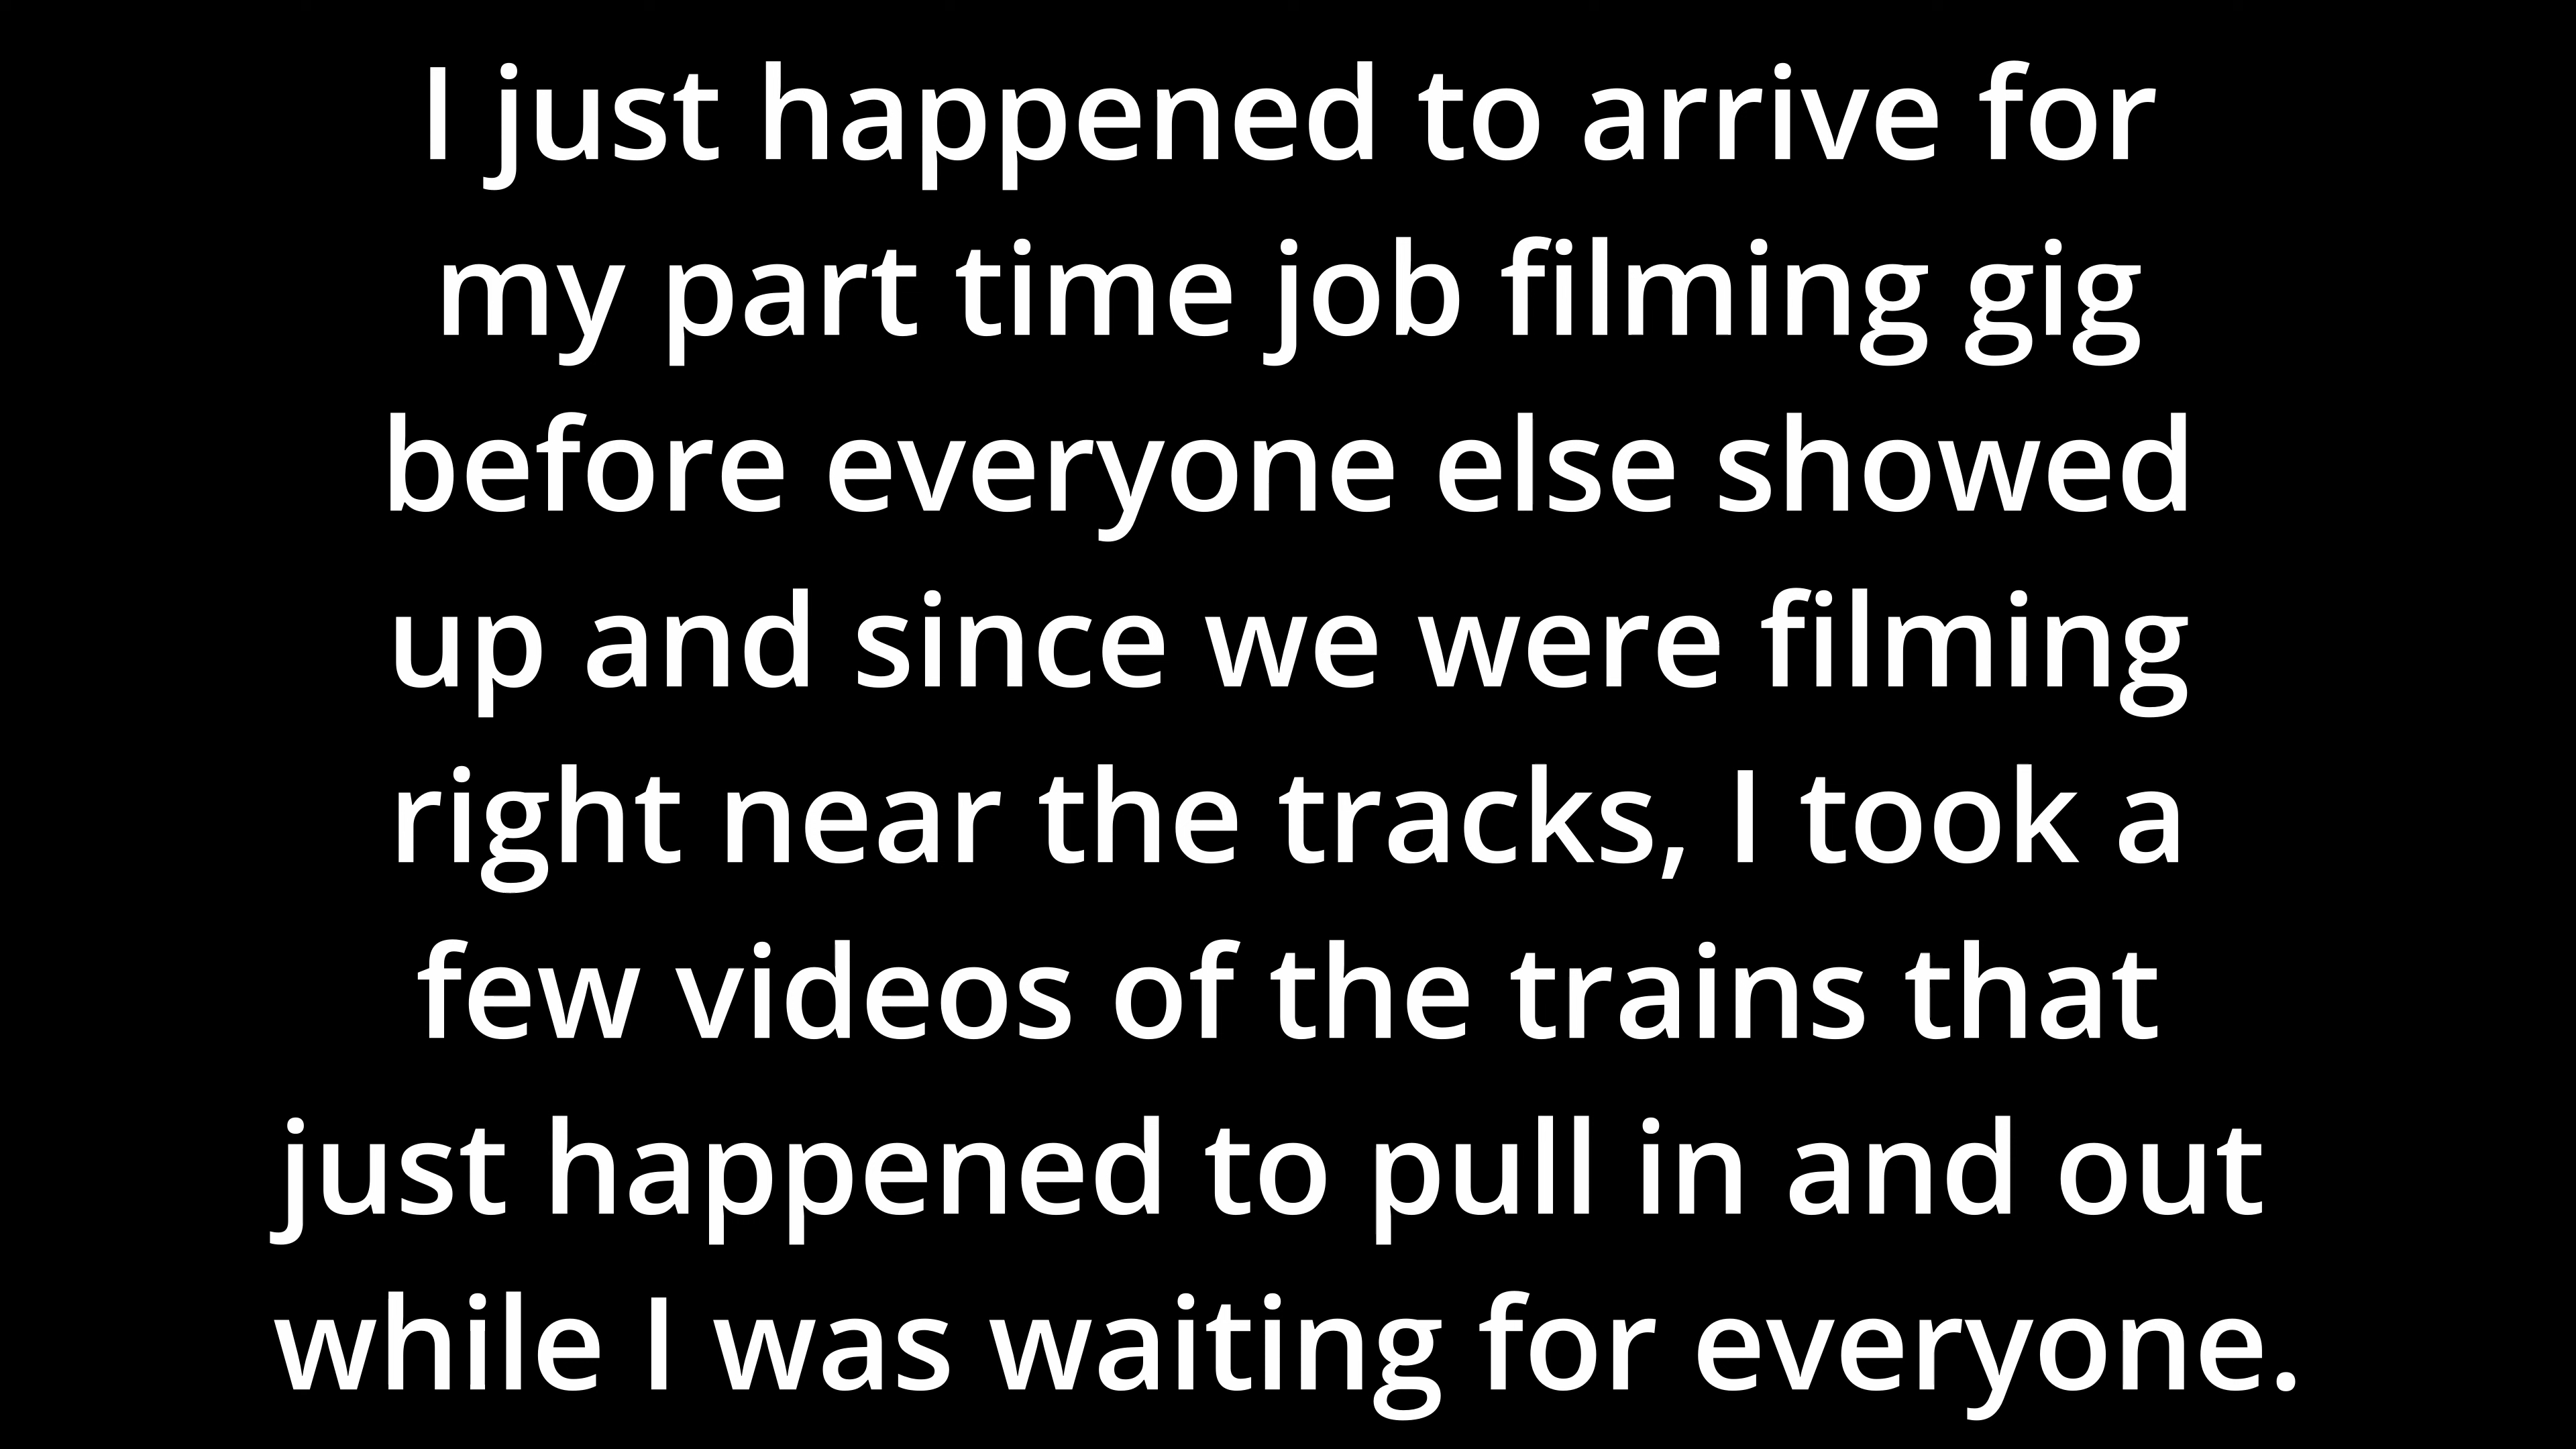 I just happened to arrive for
my part time job filming gig
before everyone else showed
up and since we were filming
right near the tracks, I took a
few videos of the trains that
just happened to pull in and out
while I was waiting for everyone.